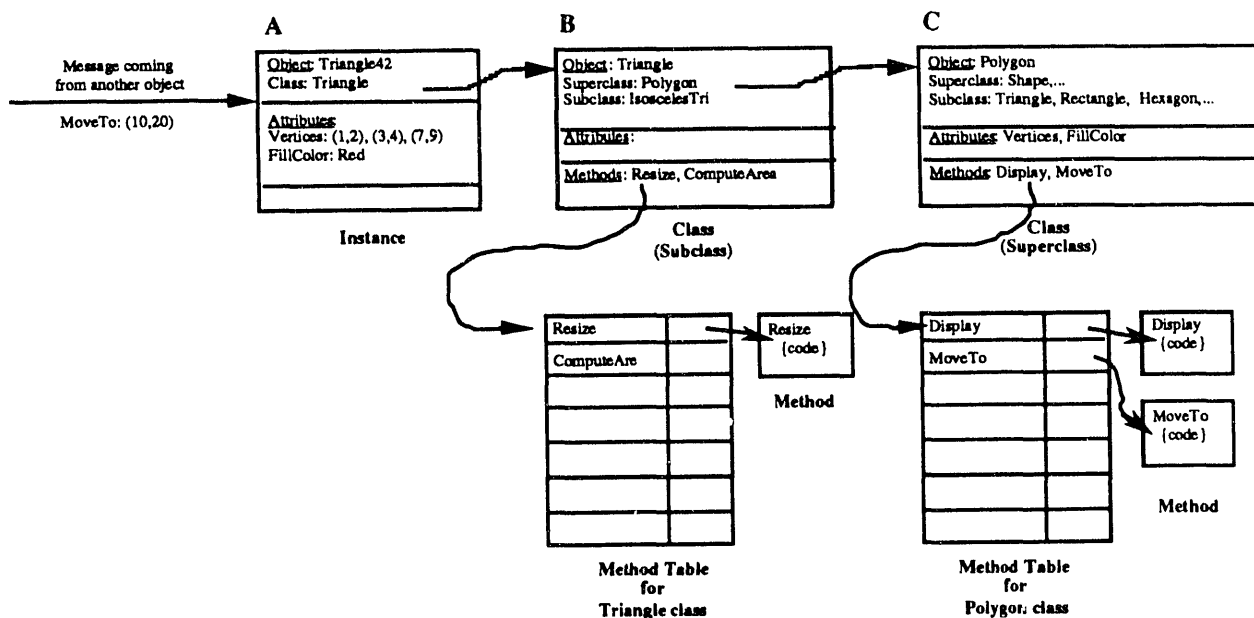 A
B
C
Message coming
from another object
MoveTo: (10,20)
Object: Triangle42
Class: Triangle
Attributes
Vertices: (1,2), (3,4), (7,9)
FillColor: Red
Instance
Object: Triangle
Superclass: Polygon
Subclass: IsoscelesTri
Attributes:
Methods: Resize, ComputeArea
Class
(Subclass)
Object: Polygon
Superclass: Shape,...
Subclass: Triangle, Rectangle, Hexagon,...
Attributes: Vertices, FillColor
Methods: Display, MoveTo
Class
(Superclass)
Resize
ComputeAre
Resize
{code}
Method
Method Table
for
Triangle class
Display
MoveTo
Display
{code}
MoveTo
{code}
Method
Method Table
for
Polygon class